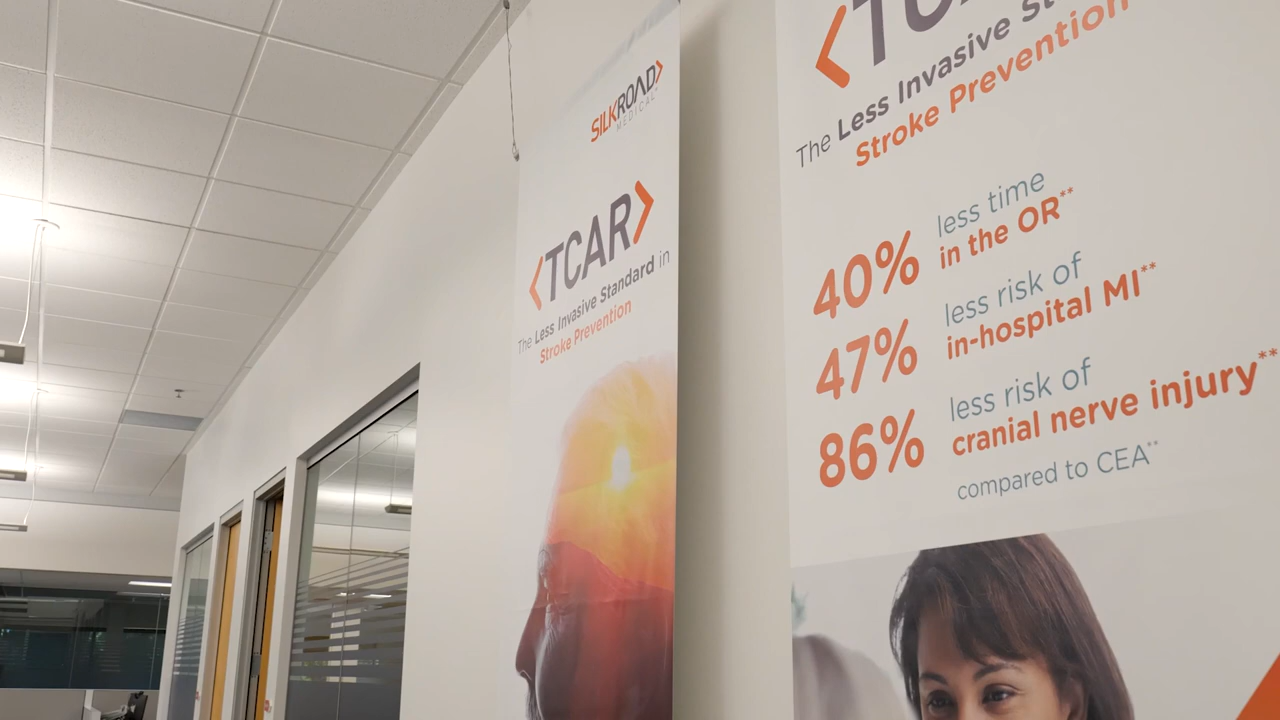 SILKROAD
MEDICAL
<TCAR>
The Less Invasive Standard in
Stroke Prevention
The Less Invasive
Stroke Prevention
40% less time
in the OR**
47% less risk of
in-hospital MI**
86% less risk of
cranial nerve injury**
compared to CEA**